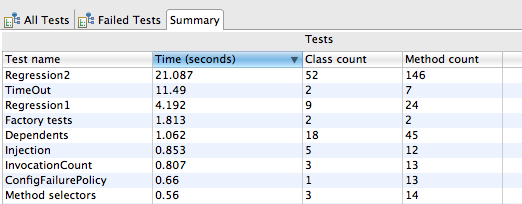 All Tests Failed Tests Summary
Tests
Test name Time (seconds) Class count Method count
Regression2 21.087 52 146
TimeOut 11.49 2 7
Regression1 4.192 9 24
Factory tests 1.813 2 2
Dependents 1.062 18 45
Injection 0.853 5 12
InvocationCount 0.807 3 13
ConfigFailurePolicy 0.66 1 13
Method selectors 0.56 3 14